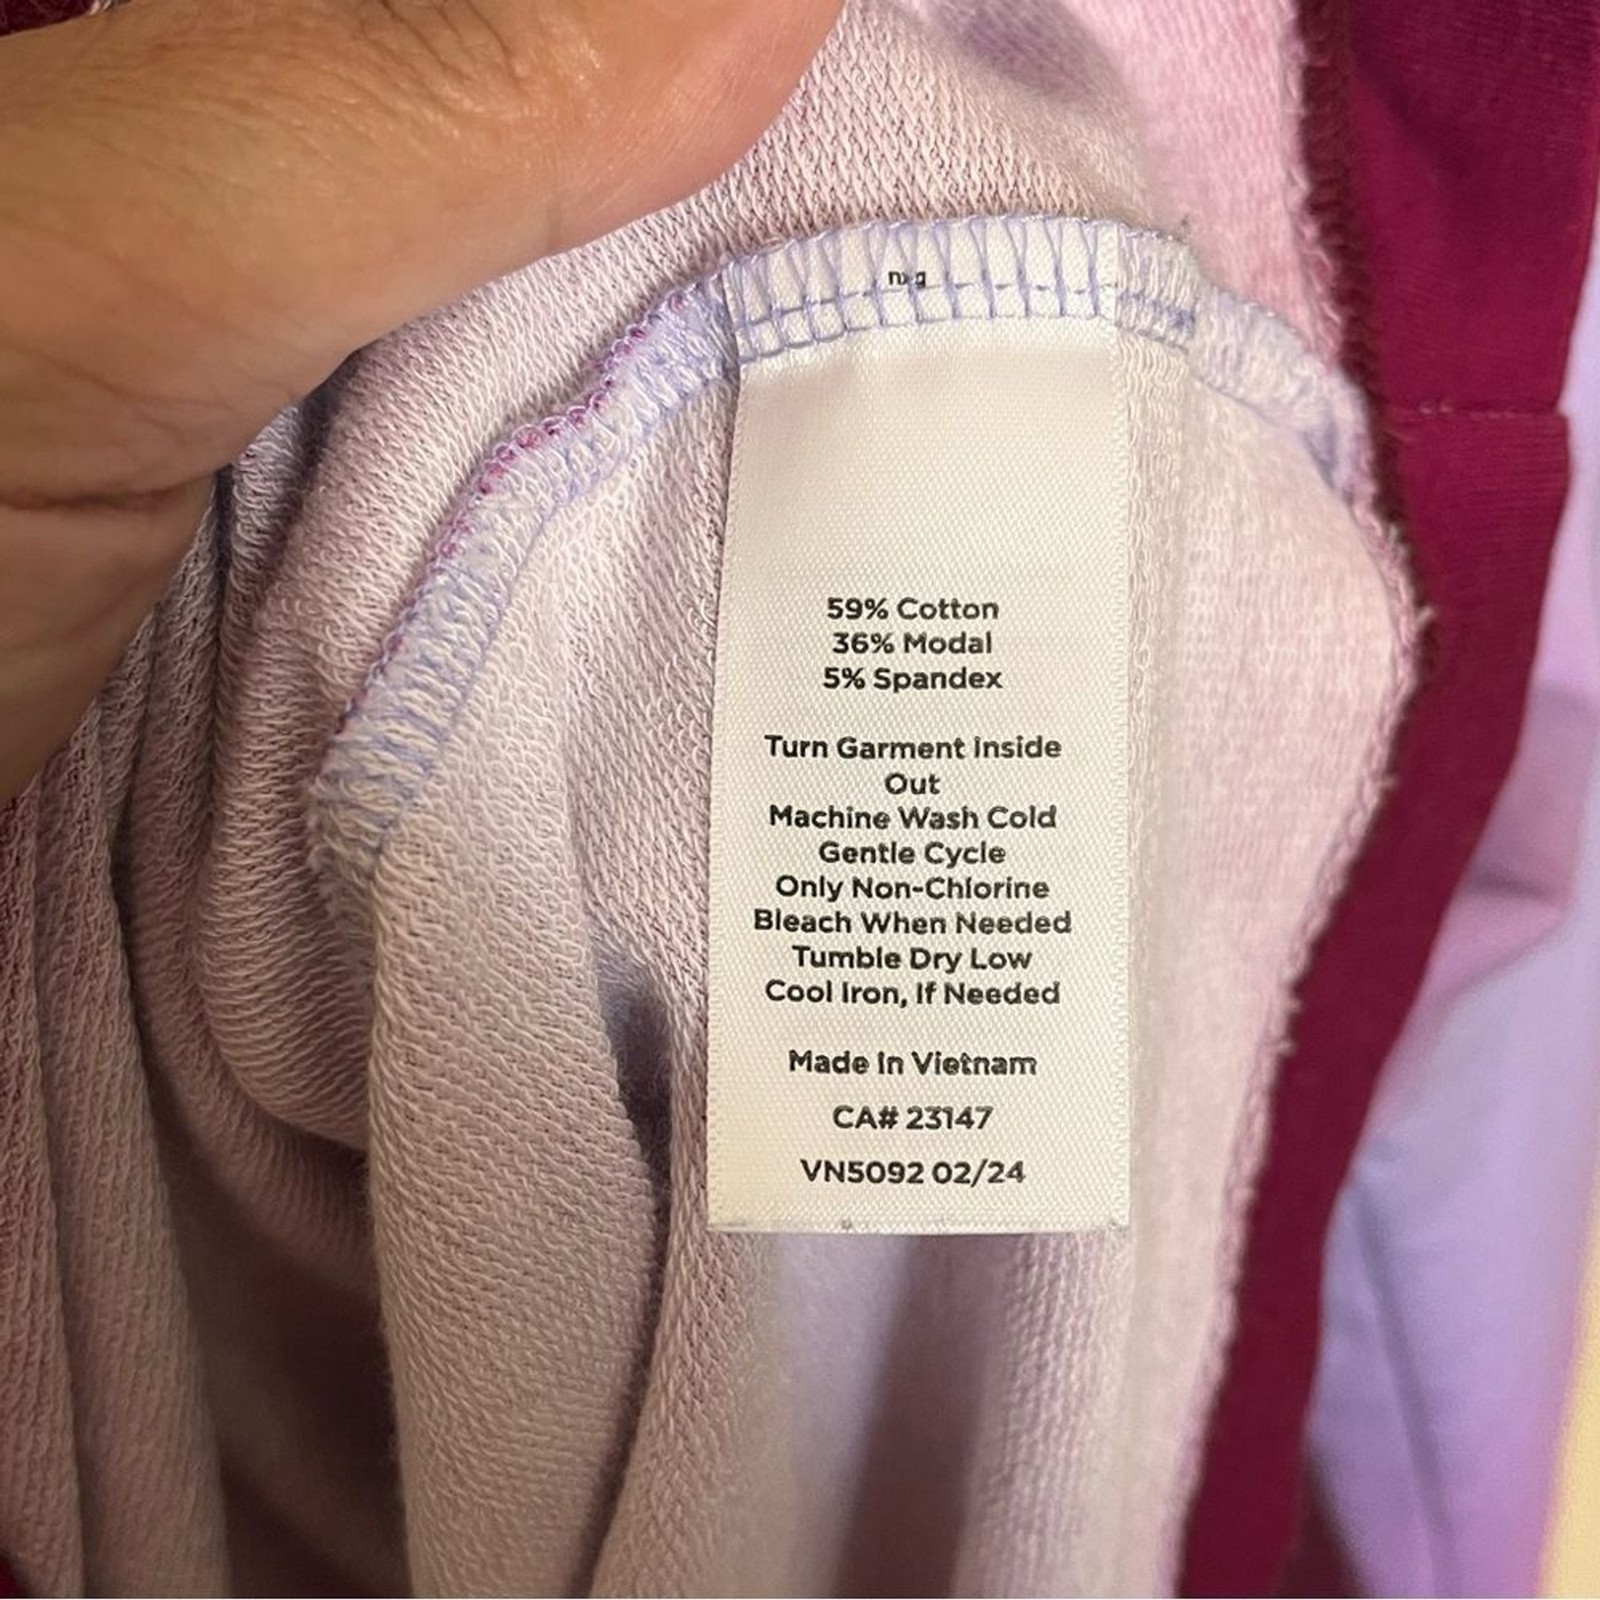 59% Cotton
36% Modal
5% Spandex
Turn Garment Inside
Out
Machine Wash Cold
Gentle Cycle
Only Non-Chlorine
Bleach When Needed
Tumble Dry Low
Cool Iron, If Needed
Made In Vietnam
CA# 23147
VN5092 02/24